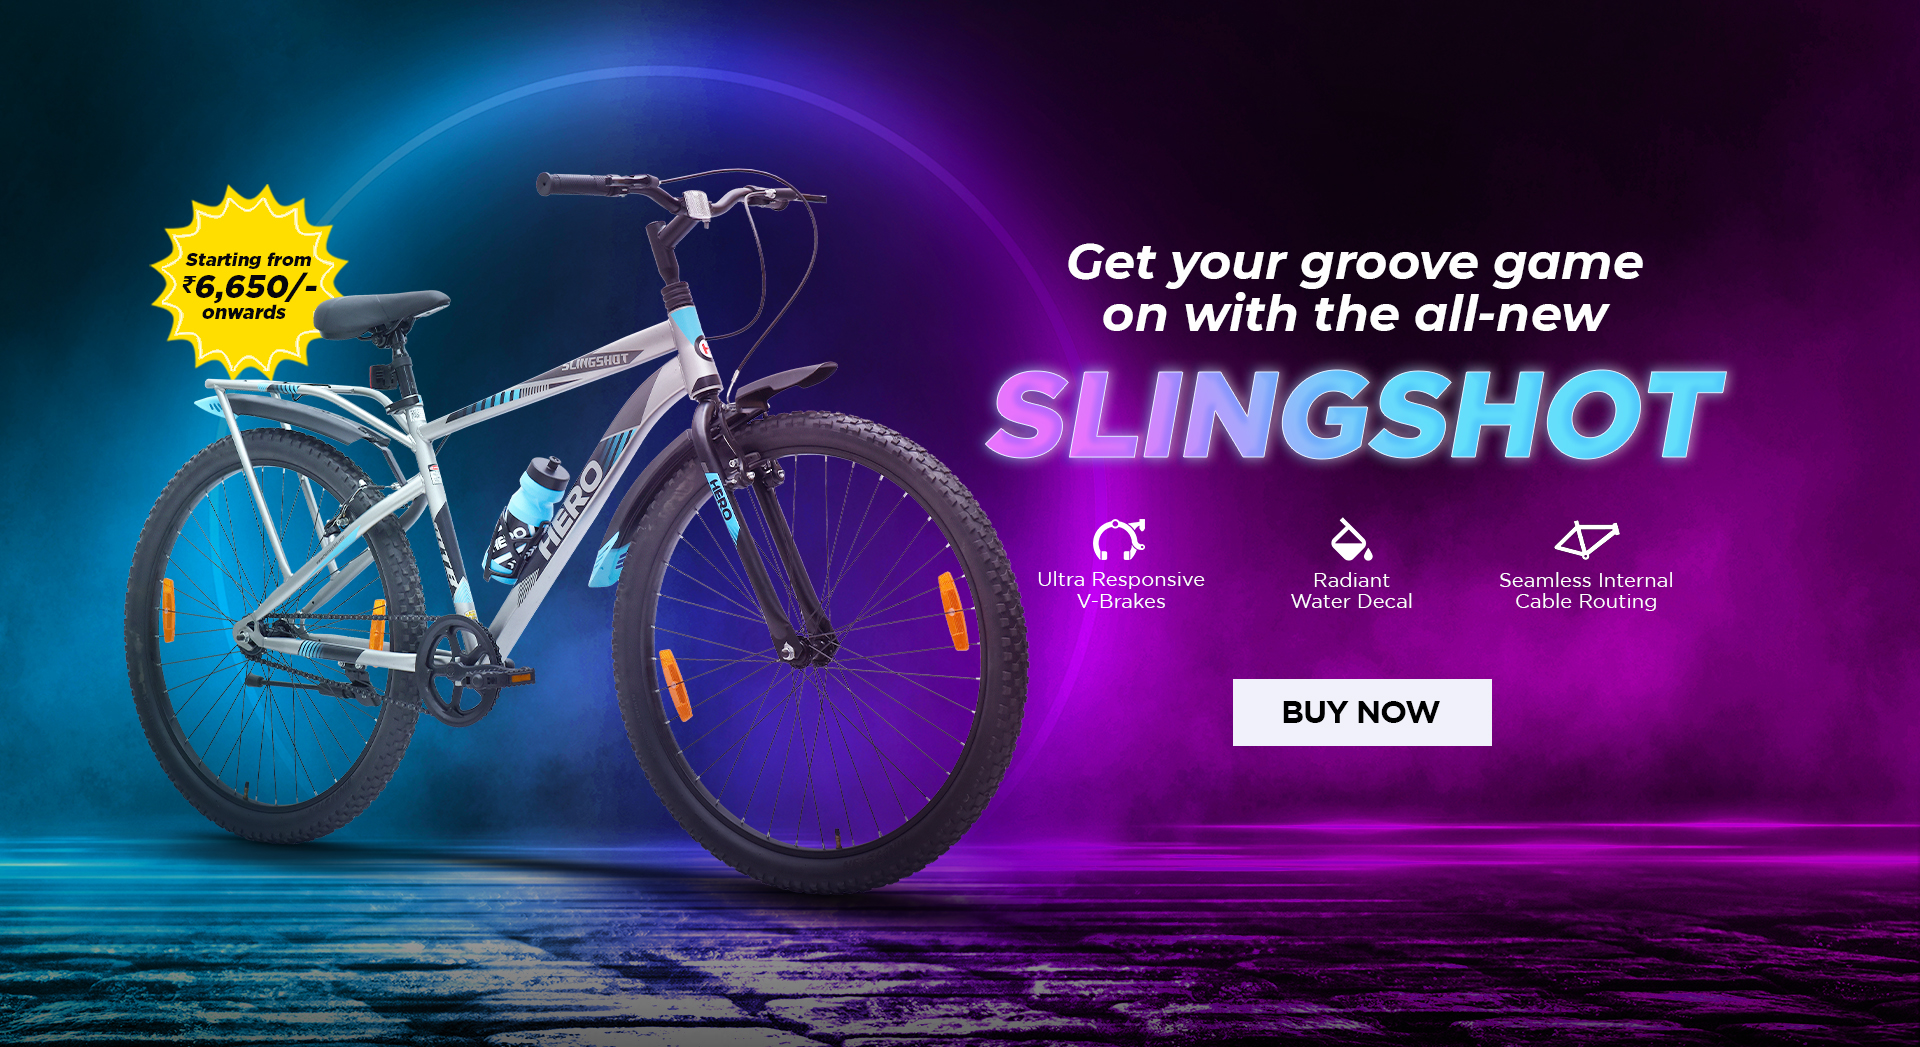 Starting from
₹6,650/-
onwards
SLINGSHOT
HERO
HERO
Get your groove game
on with the all-new
SLINGSHOT
Ultra Responsive
V-Brakes
Radiant
Water Decal
Seamless Internal
Cable Routing
BUY NOW